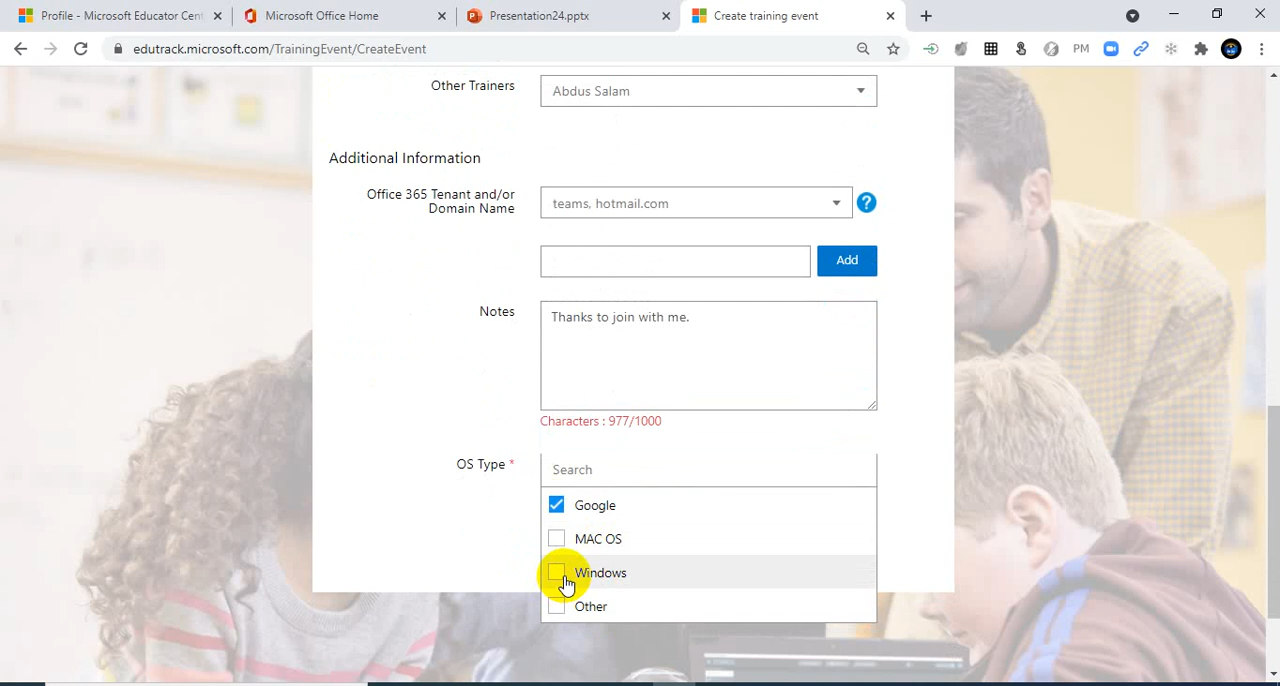 Profile - Microsoft Educator Cent
Microsoft Office Home
Presentation24.pptx
Create training event
edutrack.microsoft.com/TrainingEvent/CreateEvent
PM
Other Trainers
Abdus Salam
Additional Information
Office 365 Tenant and/or
Domain Name
teams, hotmail.com
?
Add
Notes
Thanks to join with me.
Characters : 977/1000
OS Type *
Search
Google
MAC OS
Windows
Other